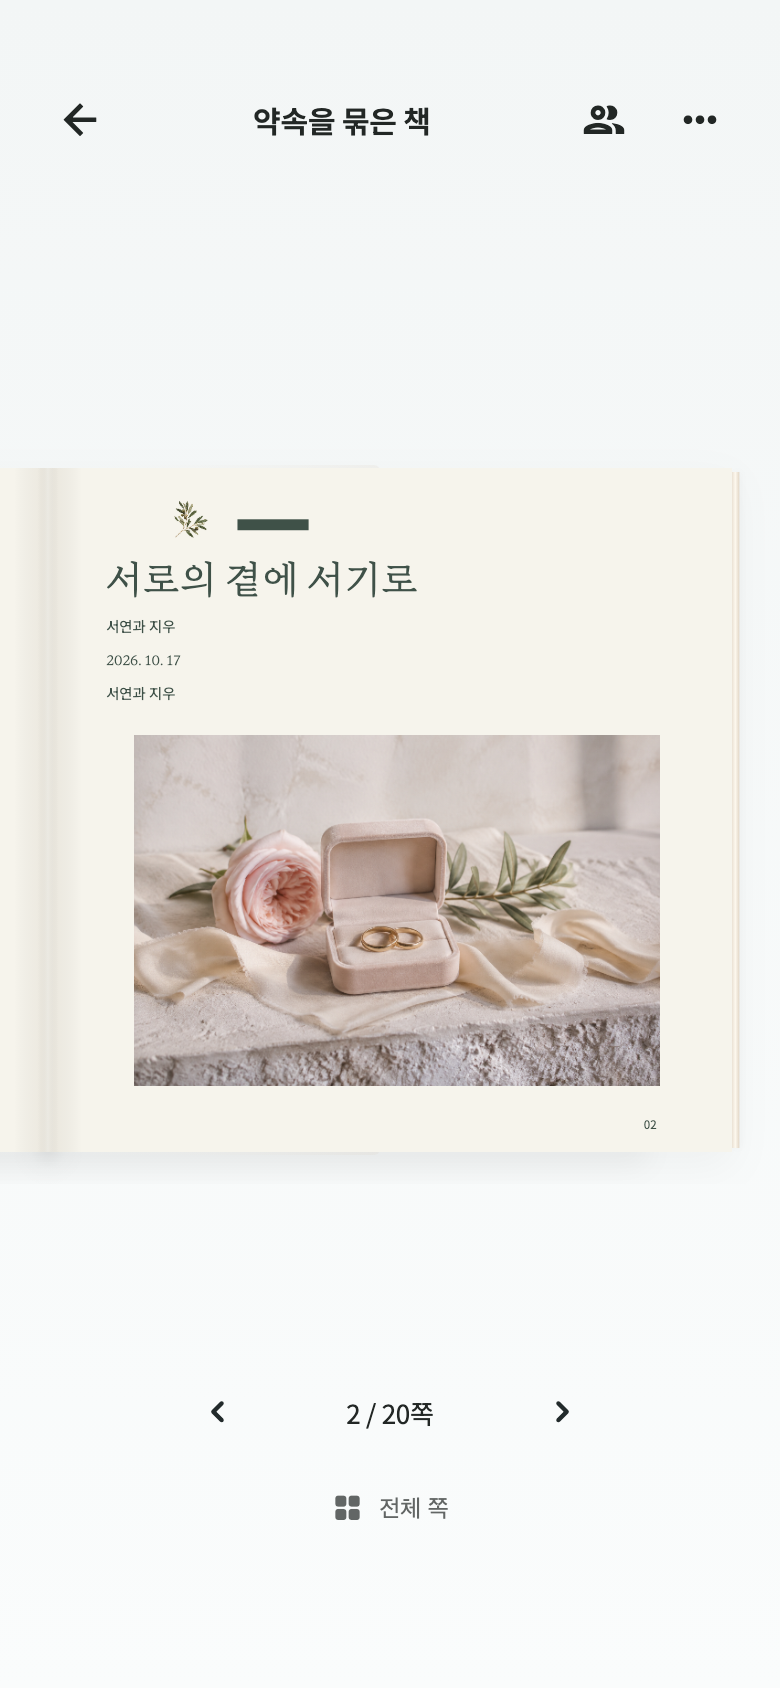 약속을 묶은 책
서로의 곁에 서기로
서연과 지우
2026. 10. 17
서연과 지우
02
2 / 20쪽
전체 쪽